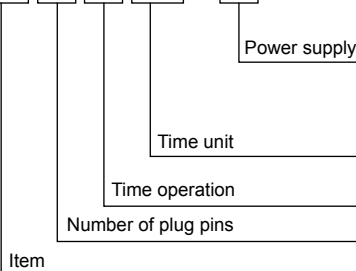 Power supply
Time unit
Time operation
Number of plug pins
Item